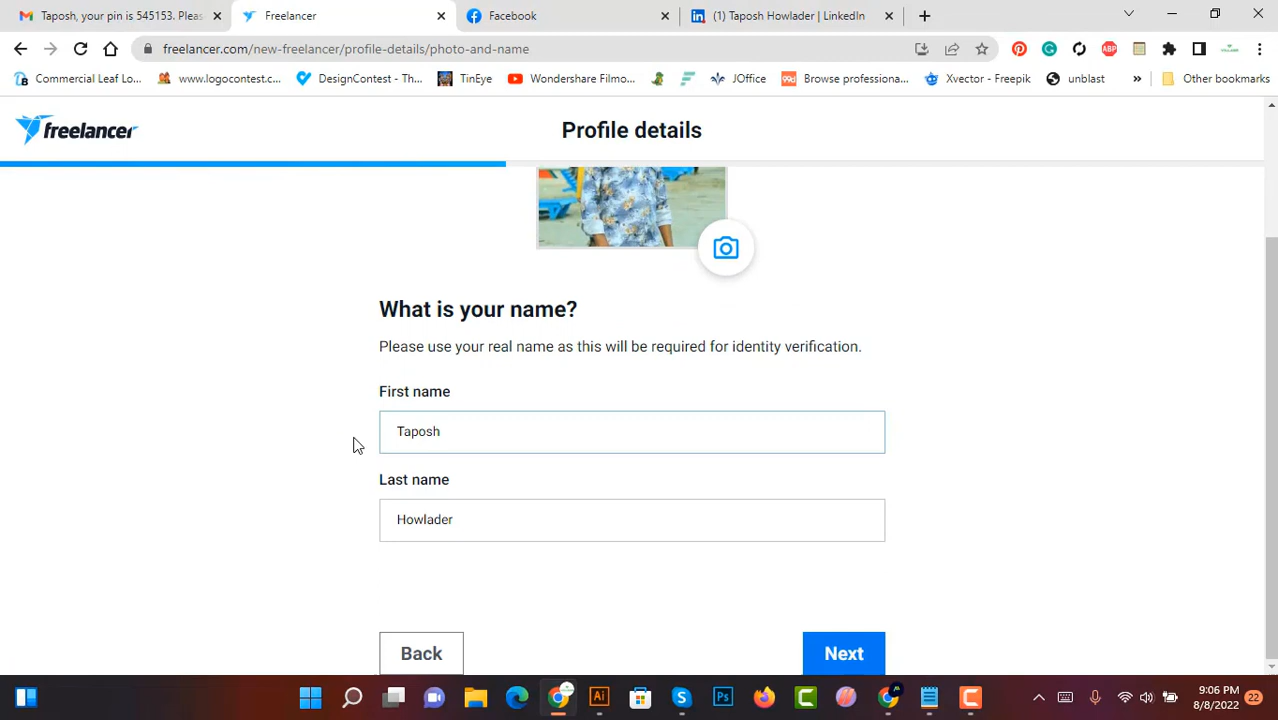 Taposh, your pin is 545153. Pleas
Freelancer
Facebook
(1) Taposh Howlader | LinkedIn
freelancer.com/new-freelancer/profile-details/photo-and-name
Commercial Leaf Lo...
www.logocontest.c...
DesignContest - Th...
TinEye
Wondershare Filmo...
JOffice
Browse professiona...
Xvector - Freepik
unblast
»
Other bookmarks
freelancer
Profile details
What is your name?
Please use your real name as this will be required for identity verification.
First name
Taposh
Last name
Howlader
Back
Next
9:06 PM
8/8/2022
22